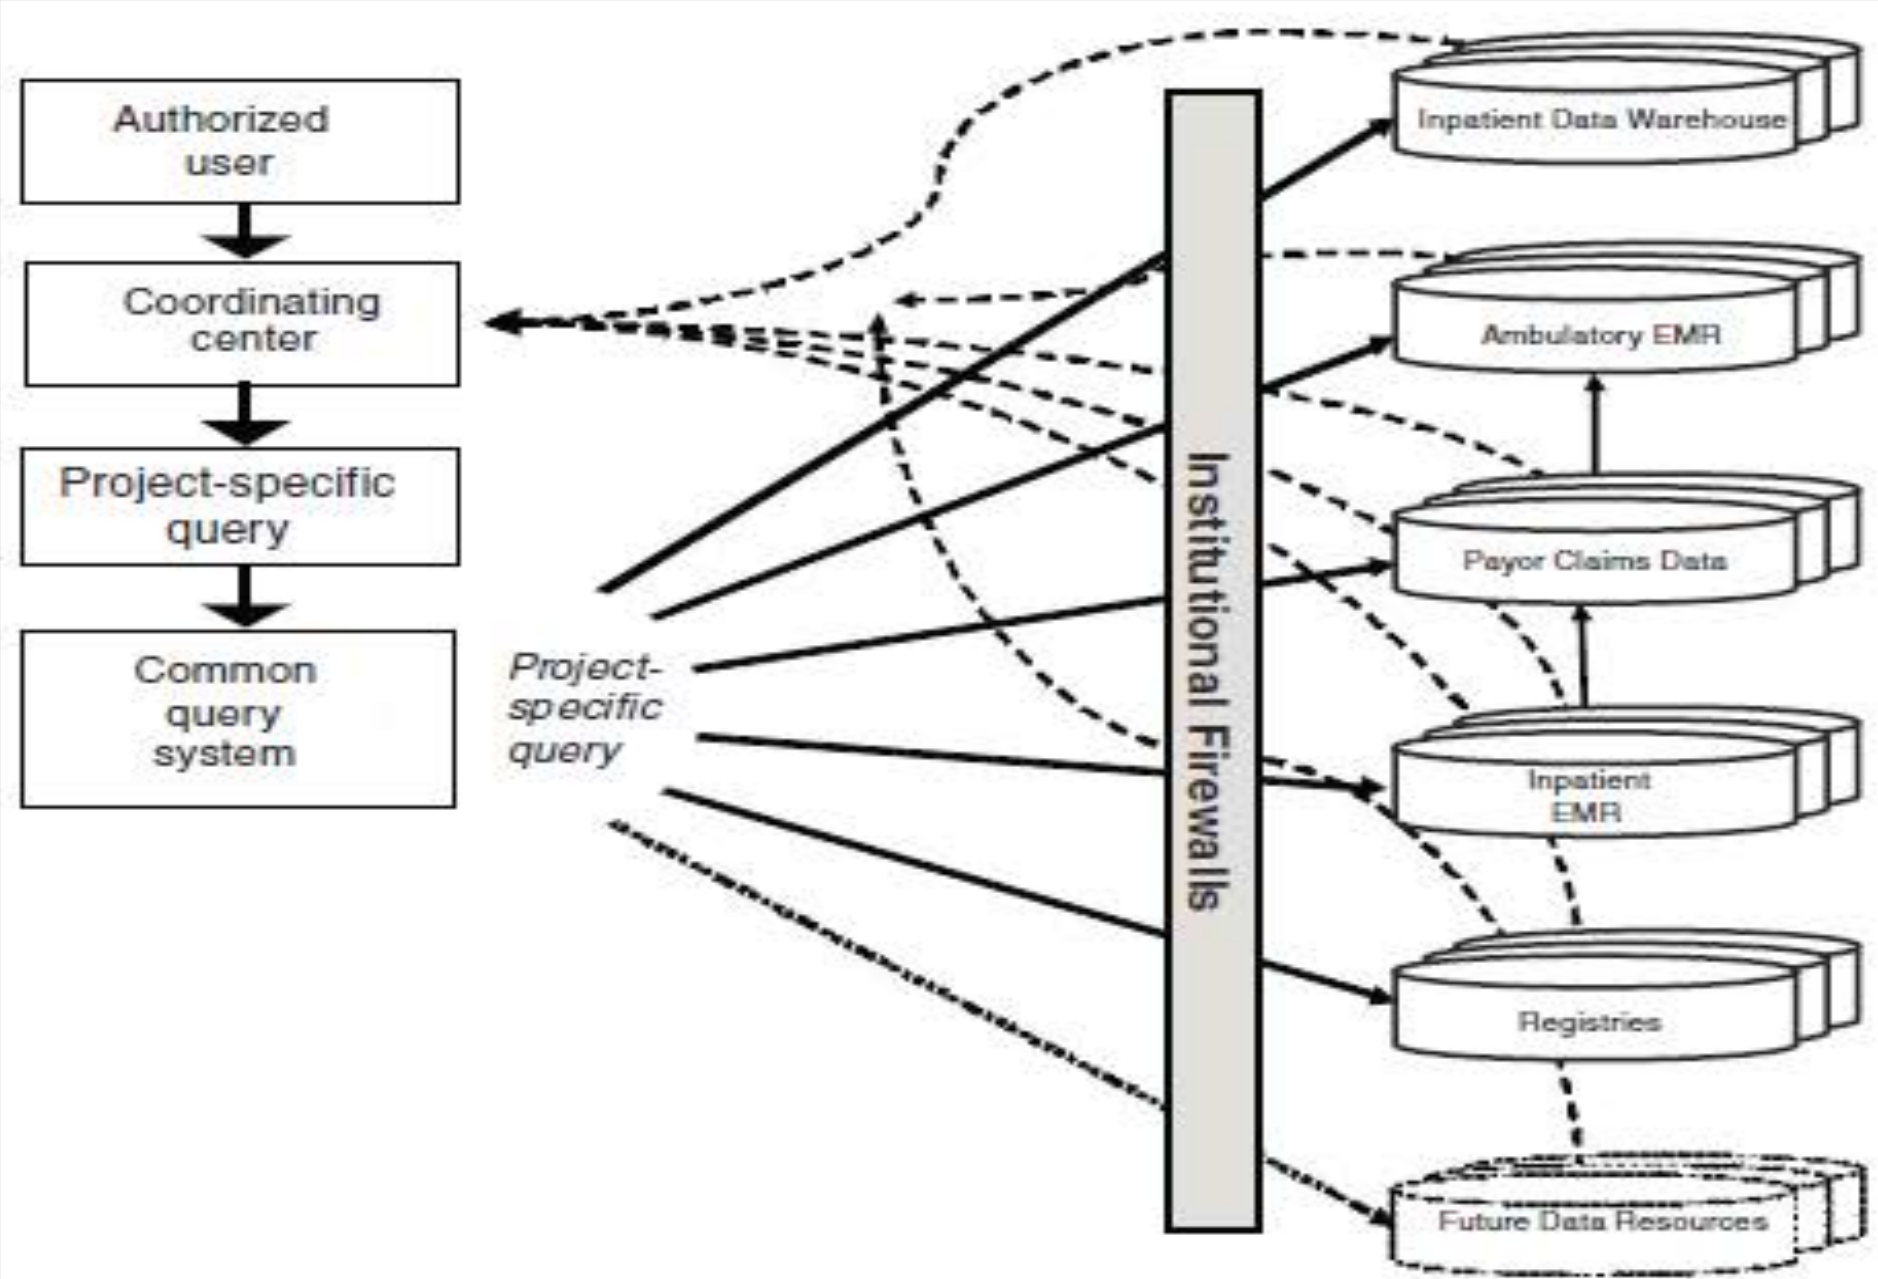 Authorized
user
Coordinating
center
Project-specific
query
Common
query
system
Project-
specific
query
Institutional Firewalls
Inpatient Data Warehouse
Ambulatory EMR
Payor Claims Data
Inpatient
EMR
Registries
Future Data Resources